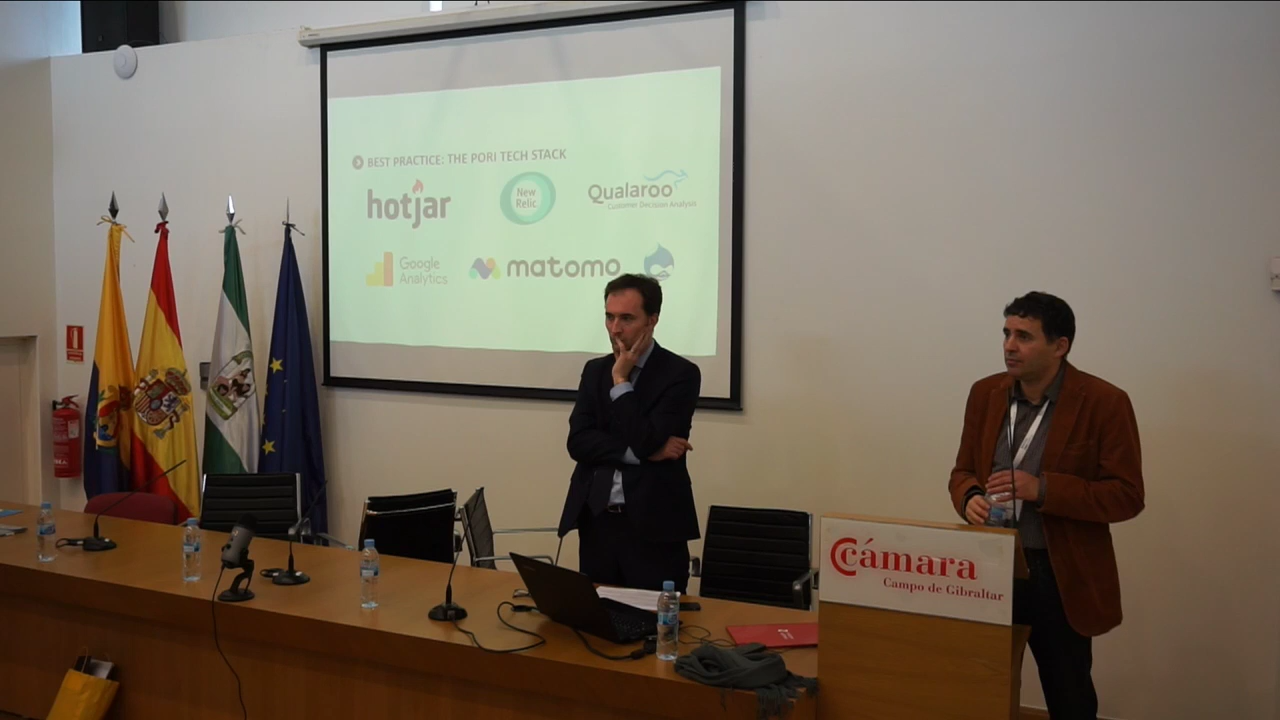 BEST PRACTICE: THE PORI TECH STACK
hotjar
New
Relic.
Qualaroo
Customer Decision Analysis
Google
Analytics
matomo
Ccámara
Campo de Gibraltar